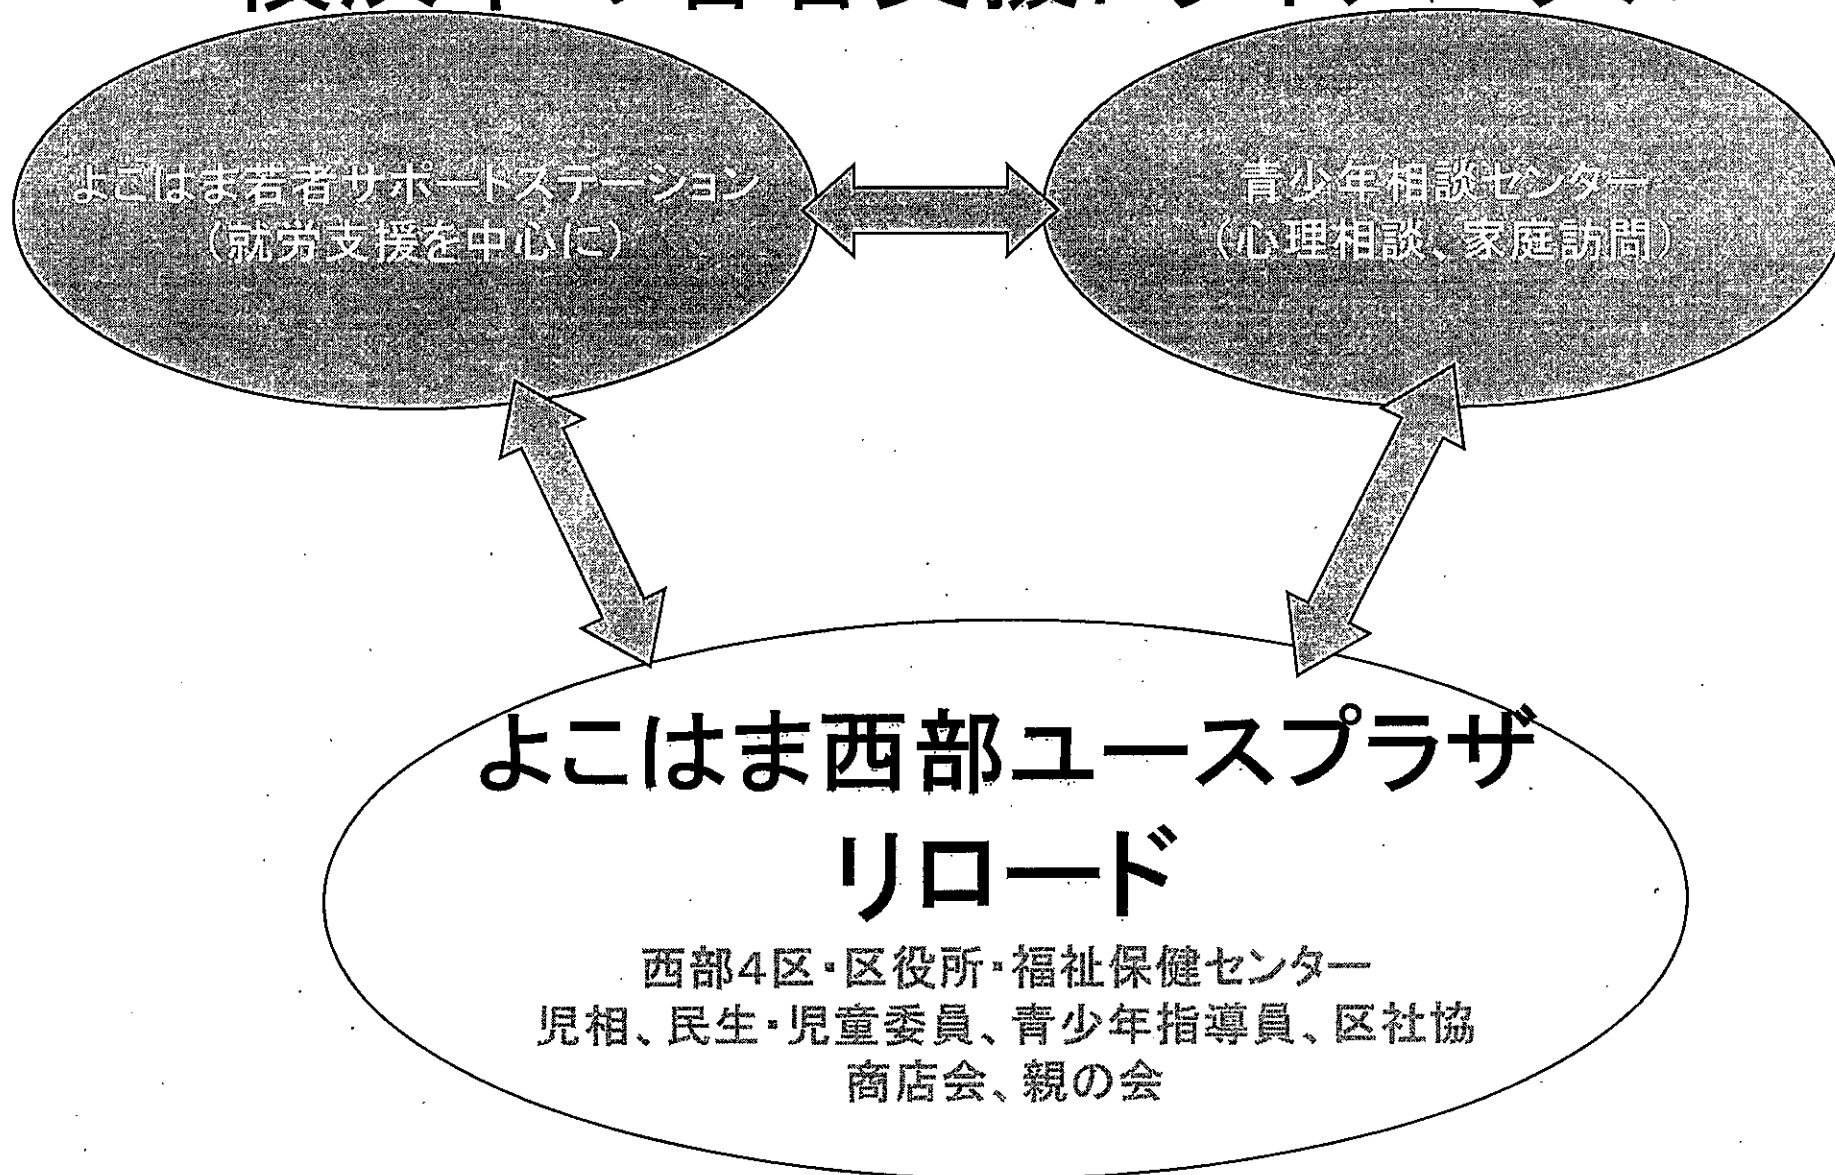 よこはま若者サポートステーション
(就労支援を中心に)
青少年相談センター
(心理相談、家庭訪問)
よこはま西部ユースプラザ
リロード
西部4区・区役所・福祉保健センター
児相、民生・児童委員、青少年指導員、区社協
商店会、親の会